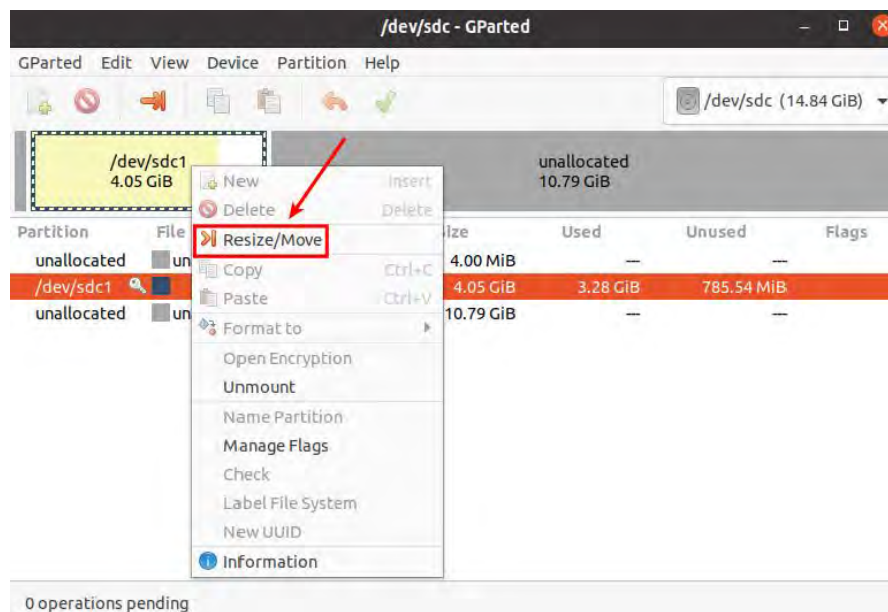 /dev/sdc - GParted
GParted Edit View Device Partition Help
/dev/sdc (14.84 GiB)
/dev/sdc1
4.05 GiB
unallocated
10.79 GiB
New Insert
Delete Delete
Resize/Move
Copy Ctrl+C
Paste Ctrl+V
Format to
Open Encryption
Unmount
Name Partition
Manage Flags
Check
Label File System
New UUID
Information
Partition File ize Used Unused Flags
unallocated un 4.00 MiB --- ---
/dev/sdc1 4.05 GiB 3.28 GiB 785.54 MiB
unallocated un 10.79 GiB --- ---
0 operations pending